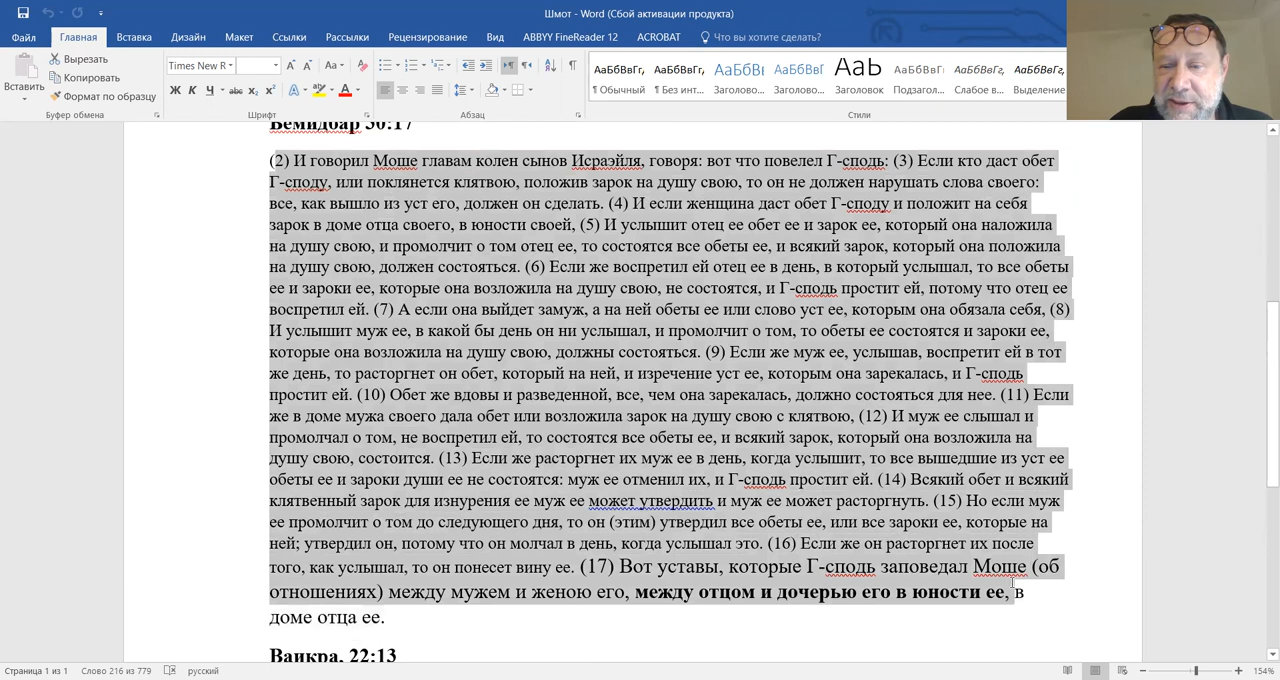 Шмот - Word (Сбой активации продукта)
Файл Главная Вставка Дизайн Макет Ссылки Рассылки Рецензирование Вид ABBYY FineReader 12 ACROBAT Что вы хотите сделать?
Вставить
Вырезать
Копировать
Формат по образцу
Times New R
Ж К Ч abc x₂ x²
АаБбВвГг, АаБбВвГг, АаБбВвГ АаБбВвГ АаБ АаБбВвГ АаБбВвГг, АаБбВвГг,
¶ Обычный ¶ Без инт... Заголово... Заголово... Заголовок Подзагол... Слабое в... Выделение
Буфер обмена Шрифт Абзац Стили
Бемидбар 30:17
(2) И говорил Моше главам колен сынов Исраэйля, говоря: вот что повелел Г-сподь: (3) Если кто даст обет
Г-споду, или поклянется клятвою, положив зарок на душу свою, то он не должен нарушать слова своего:
все, как вышло из уст его, должен он сделать. (4) И если женщина даст обет Г-споду и положит на себя
зарок в доме отца своего, в юности своей, (5) И услышит отец ее обет ее и зарок ее, который она наложила
на душу свою, и промолчит о том отец ее, то состоятся все обеты ее, и всякий зарок, который она положила
на душу свою, должен состояться. (6) Если же воспретил ей отец ее в день, в который услышал, то все обеты
ее и зароки ее, которые она возложила на душу свою, не состоятся, и Г-сподь простит ей, потому что отец ее
воспретил ей. (7) А если она выйдет замуж, а на ней обеты ее или слово уст ее, которым она обязала себя, (8)
И услышит муж ее, в какой бы день он ни услышал, и промолчит о том, то обеты ее состоятся и зароки ее,
которые она возложила на душу свою, должны состояться. (9) Если же муж ее, услышав, воспретит ей в тот
же день, то расторгнет он обет, который на ней, и изречение уст ее, которым она зарекалась, и Г-сподь
простит ей. (10) Обет же вдовы и разведенной, все, чем она зарекалась, должно состояться для нее. (11) Если
же в доме мужа своего дала обет или возложила зарок на душу свою с клятвою, (12) И муж ее слышал и
промолчал о том, не воспретил ей, то состоятся все обеты ее, и всякий зарок, который она возложила на
душу свою, состоится. (13) Если же расторгнет их муж ее в день, когда услышит, то все вышедшие из уст ее
обеты ее и зароки души ее не состоятся: муж ее отменил их, и Г-сподь простит ей. (14) Всякий обет и всякий
клятвенный зарок для изнурения ее муж ее может утвердить и муж ее может расторгнуть. (15) Но если муж
ее промолчит о том до следующего дня, то он (этим) утвердил все обеты ее, или все зароки ее, которые на
ней; утвердил он, потому что он молчал в день, когда услышал это. (16) Если же он расторгнет их после
того, как услышал, то он понесет вину ее. (17) Вот уставы, которые Г-сподь заповедал Моше (об
отношениях) между мужем и женою его, между отцом и дочерью его в юности ее, в
доме отца ее.
Ваикра, 22:13
Страница 1 из 1 Слово 216 из 779 русский 154%